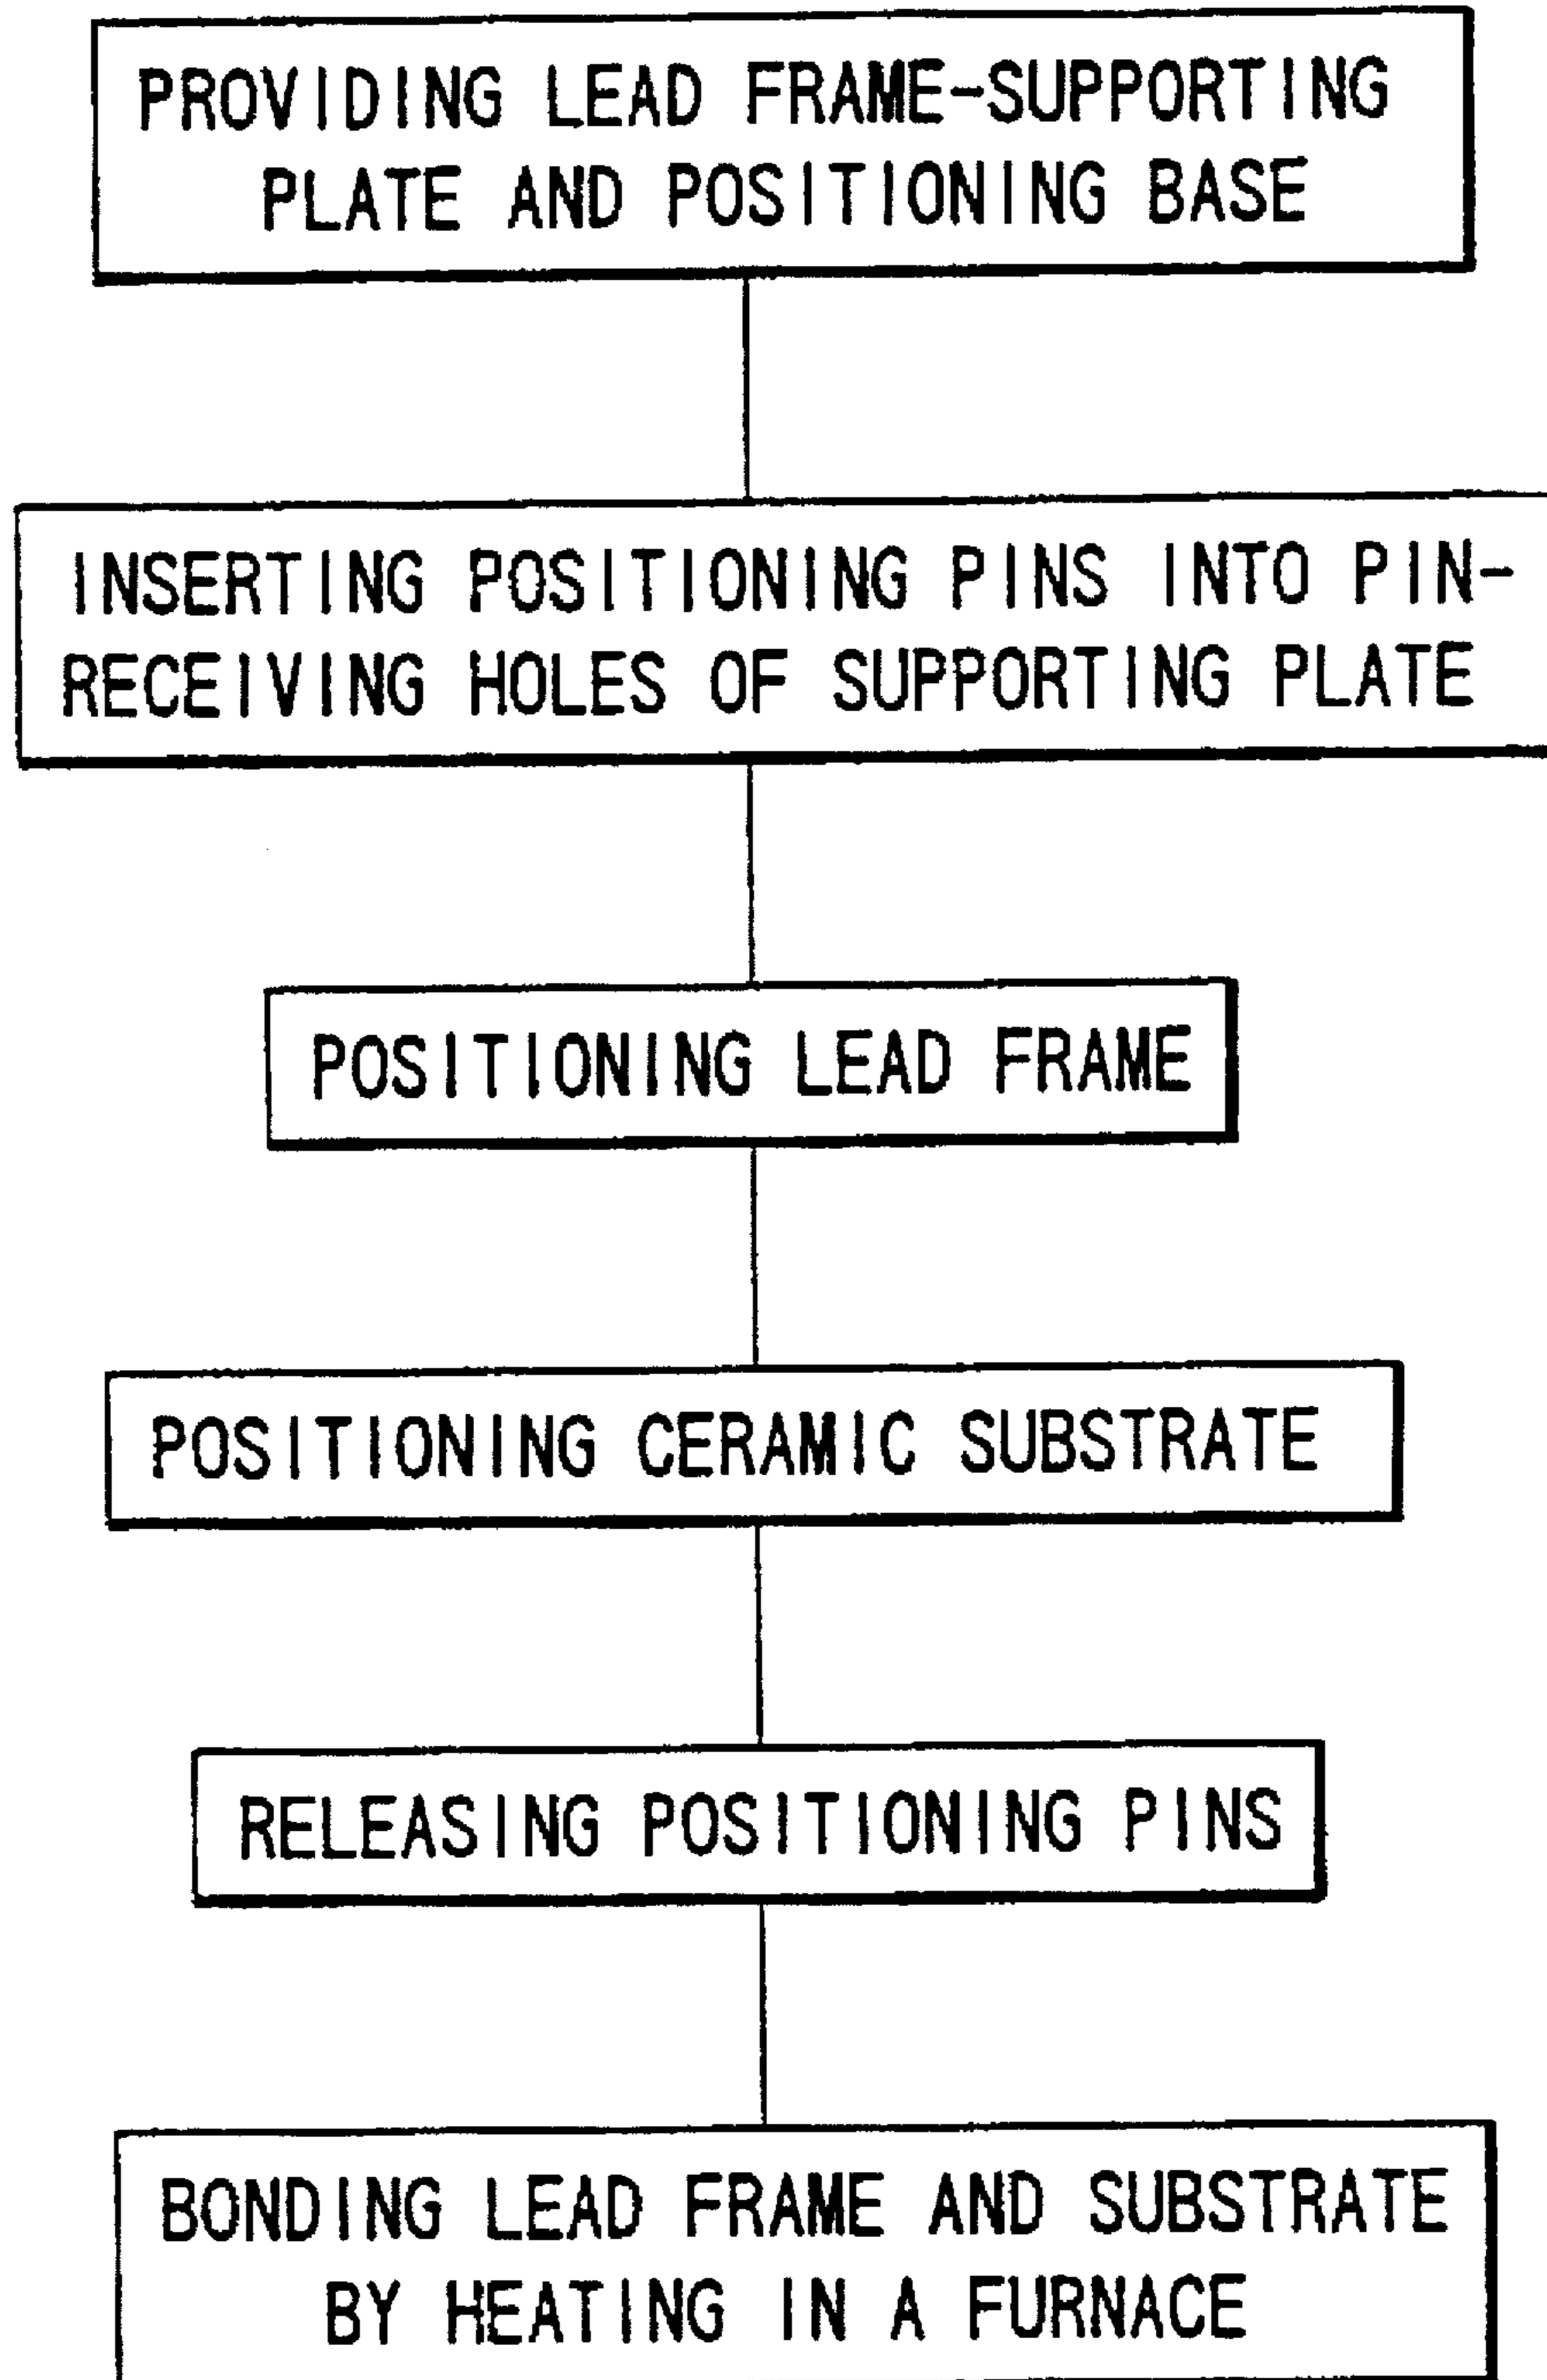 PROVIDING LEAD FRAME-SUPPORTING
PLATE AND POSITIONING BASE
INSERTING POSITIONING PINS INTO PIN-
RECEIVING HOLES OF SUPPORTING PLATE
POSITIONING LEAD FRAME
POSITIONING CERAMIC SUBSTRATE
RELEASING POSITIONING PINS
BONDING LEAD FRAME AND SUBSTRATE
BY HEATING IN A FURNACE